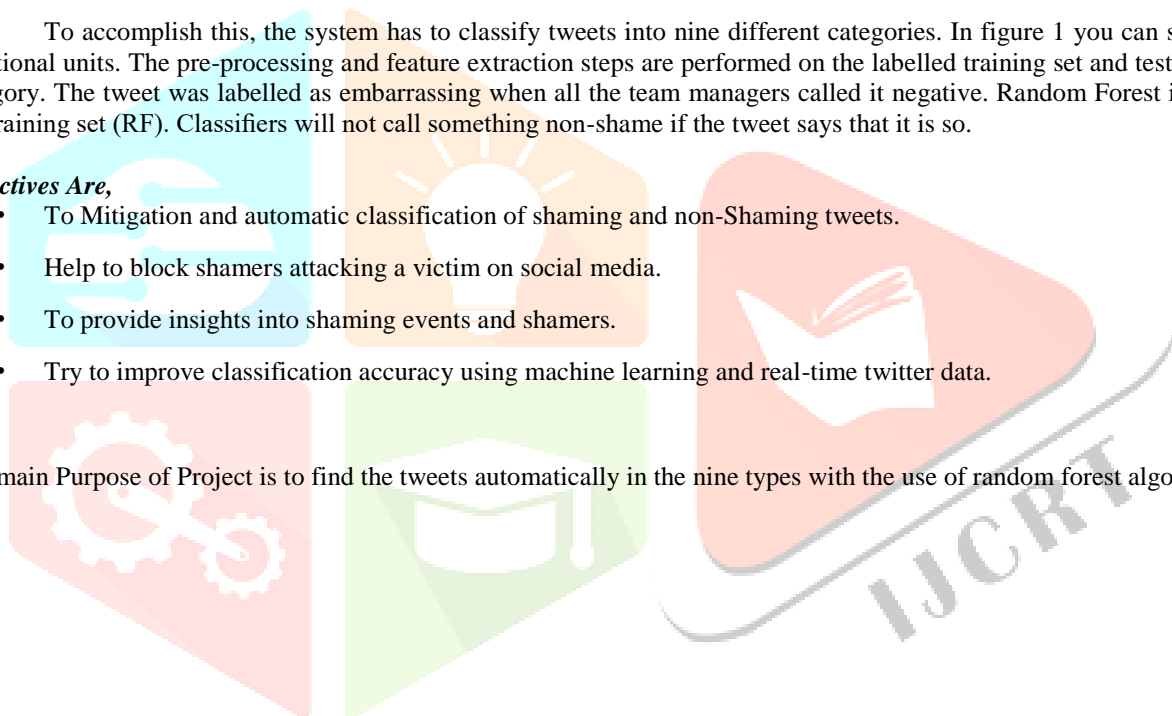 To accomplish this, the system has to classify tweets into nine different categories. In figure 1 you can
tional units. The pre-processing and feature extraction steps are performed on the labelled training set and test
gory. The tweet was labelled as embarrassing when all the team managers called it negative. Random Forest
raining set (RF). Classifiers will not call something non-shame if the tweet says that it is so.
ctives Are,
• To Mitigation and automatic classification of shaming and non-Shaming tweets.
• Help to block shamers attacking a victim on social media.
• To provide insights into shaming events and shamers.
• Try to improve classification accuracy using machine learning and real-time twitter data.
main Purpose of Project is to find the tweets automatically in the nine types with the use of random forest algo
IJCRT